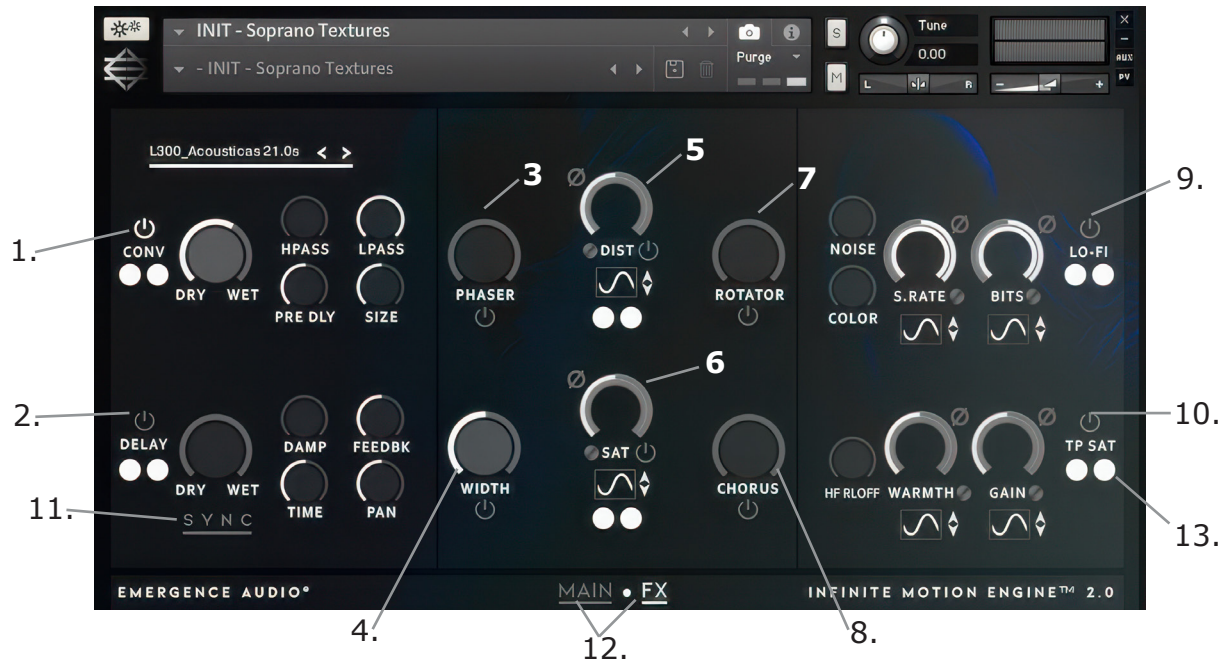 INIT - Soprano Textures
- INIT - Soprano Textures
Purge
S
M
Tune
0.00
L R
- +
×
-
AUX
PV
L300_Acousticas 21.0s < >
1.
CONV
DRY WET
HPASS LPASS
PRE DLY SIZE
2.
DELAY
DRY WET
DAMP FEEDBK
TIME PAN
11.
SYNC
3
PHASER
4.
WIDTH
5
Ø
DIST
6
Ø
SAT
7
ROTATOR
8.
CHORUS
NOISE
COLOR
S.RATE Ø
BITS Ø
9.
LO-FI
HF RLOFF
WARMTH Ø
GAIN Ø
10.
TP SAT
13.
EMERGENCE AUDIO®
MAIN • FX
12.
INFINITE MOTION ENGINE™ 2.0